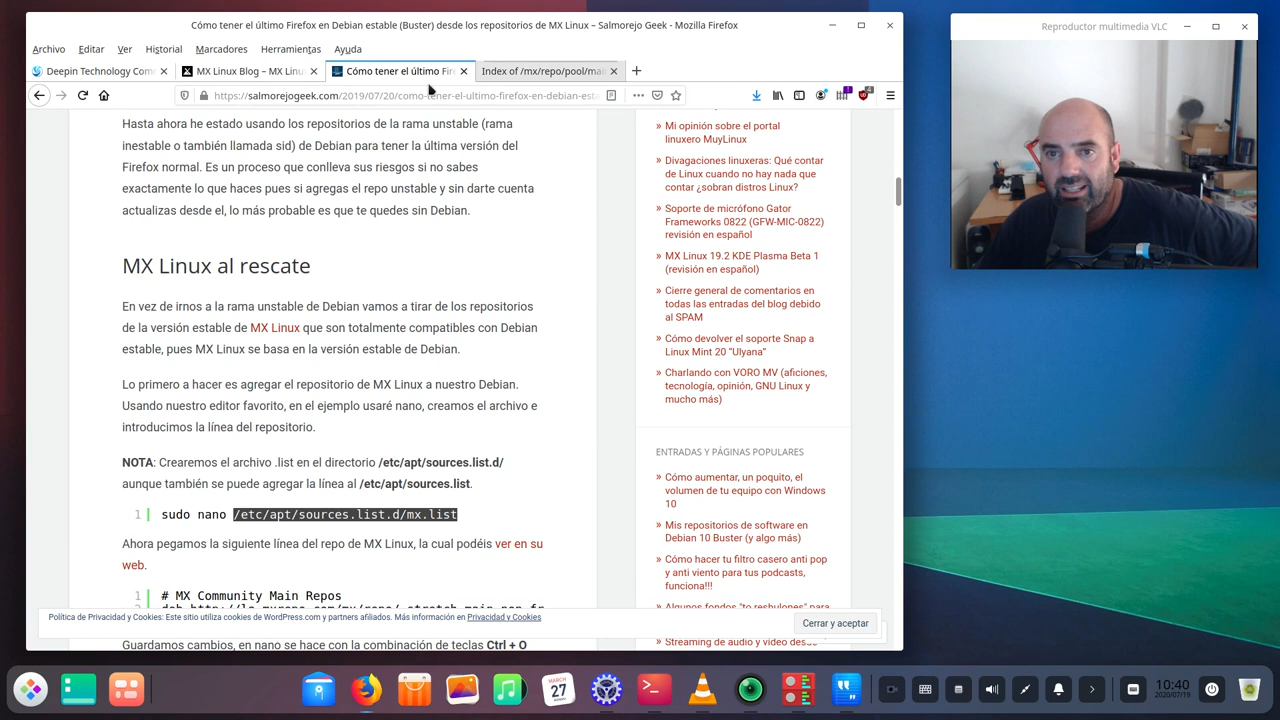 Cómo tener el último Firefox en Debian estable (Buster) desde los repositorios de MX Linux – Salmorejo Geek - Mozilla Firefox
Reproductor multimedia VLC
Archivo Editar Ver Historial Marcadores Herramientas Ayuda
Deepin Technology Com
MX Linux Blog – MX Linu
Cómo tener el último Fire
Index of /mx/repo/pool/mai
https://salmorejogeek.com/2019/07/20/como-tener-el-ultimo-firefox-en-debian-esta
1
4
Hasta ahora he estado usando los repositorios de la rama unstable (rama
inestable o también llamada sid) de Debian para tener la última versión del
Firefox normal. Es un proceso que conlleva sus riesgos si no sabes
exactamente lo que haces pues si agregas el repo unstable y sin darte cuenta
actualizas desde el, lo más probable es que te quedes sin Debian.
MX Linux al rescate
En vez de irnos a la rama unstable de Debian vamos a tirar de los repositorios
de la versión estable de MX Linux que son totalmente compatibles con Debian
estable, pues MX Linux se basa en la versión estable de Debian.
Lo primero a hacer es agregar el repositorio de MX Linux a nuestro Debian.
Usando nuestro editor favorito, en el ejemplo usaré nano, creamos el archivo e
introducimos la línea del repositorio.
NOTA: Crearemos el archivo .list en el directorio /etc/apt/sources.list.d/
aunque también se puede agregar la línea al /etc/apt/sources.list.
1 sudo nano /etc/apt/sources.list.d/mx.list
Ahora pegamos la siguiente línea del repo de MX Linux, la cual podéis ver en su
web.
1 # MX Community Main Repos
Guardamos cambios, en nano se hace con la combinación de teclas Ctrl + O
» Mi opinión sobre el portal
linuxero MuyLinux
» Divagaciones linuxeras: Qué contar
de Linux cuando no hay nada que
contar ¿sobran distros Linux?
» Soporte de micrófono Gator
Frameworks 0822 (GFW-MIC-0822)
revisión en español
» MX Linux 19.2 KDE Plasma Beta 1
(revisión en español)
» Cierre general de comentarios en
todas las entradas del blog debido
al SPAM
» Cómo devolver el soporte Snap a
Linux Mint 20 “Ulyana”
» Charlando con VORO MV (aficiones,
tecnología, opinión, GNU Linux y
mucho más)
ENTRADAS Y PÁGINAS POPULARES
» Cómo aumentar, un poquito, el
volumen de tu equipo con Windows
10
» Mis repositorios de software en
Debian 10 Buster (y algo más)
» Cómo hacer tu filtro casero anti pop
y anti viento para tus podcasts,
funciona!!!
» Algunos fondos "to reshulones" para
Streaming de audio y vídeo desde
Política de Privacidad y Cookies: Este sitio utiliza cookies de WordPress.com y partners afiliados. Más información en Privacidad y Cookies
Cerrar y aceptar
MARCH
27
10:40
2020/07/19